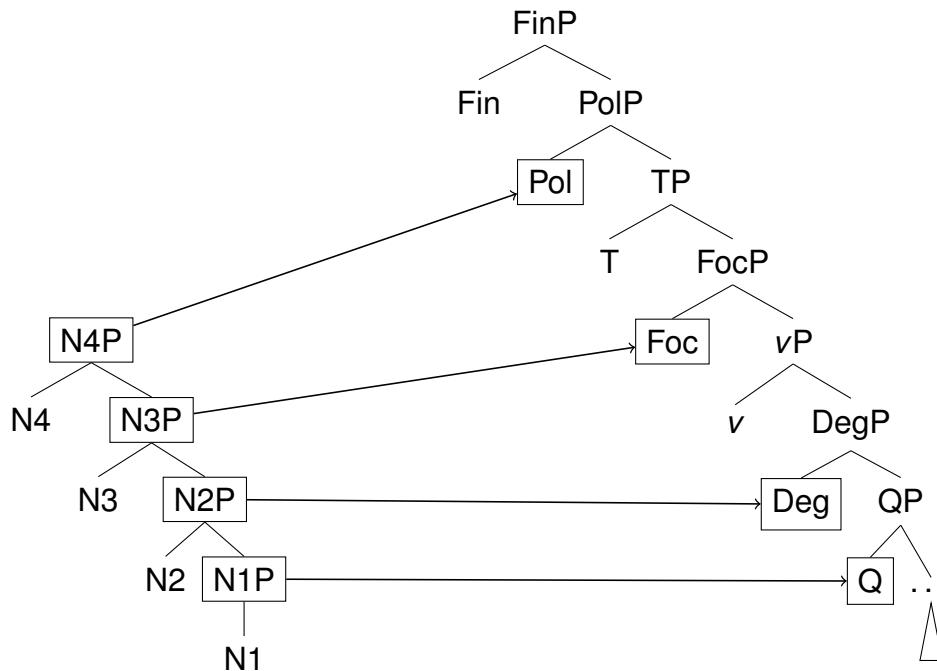 FinP
Fin PolP
Pol TP
T FocP
N4P Foc vP
N4 N3P v DegP
N3 N2P Deg QP
N2 N1P Q ..
N1